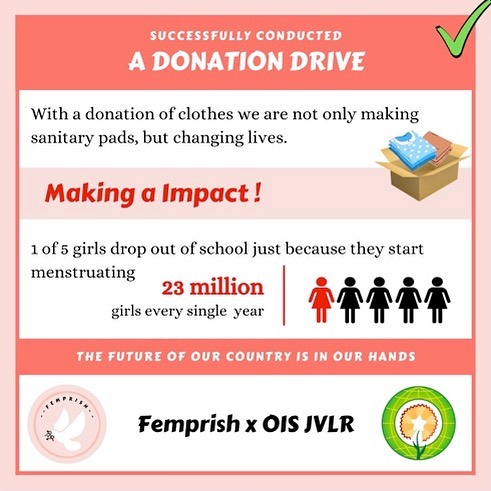 SUCCESSFULLY CONDUCTED
A DONATION DRIVE
With a donation of clothes we are not only making
sanitary pads, but changing lives.
Making a Impact !
1 of 5 girls drop out of school just because they start
menstruating
23 million
girls every single year
THE FUTURE OF OUR COUNTRY IS IN OUR HANDS
FEMPRISH
Femprish x OIS JVLR